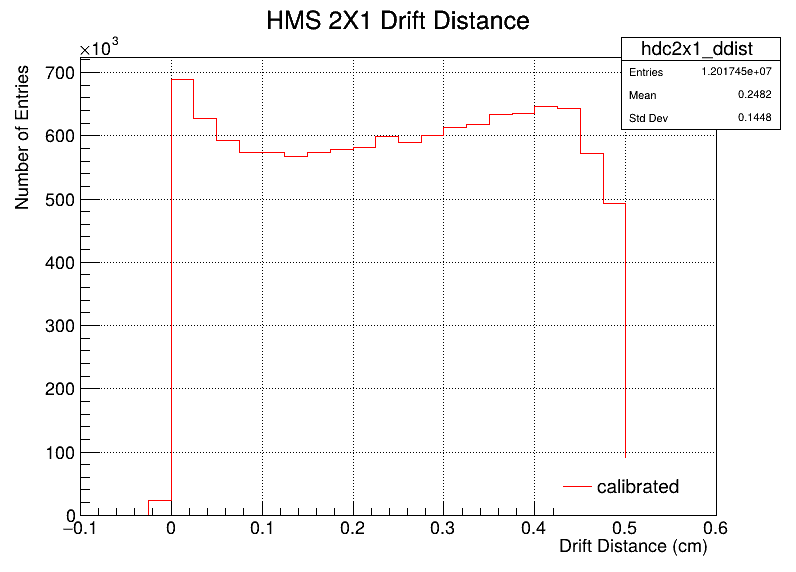 HMS 2X1 Drift Distance
×10³
hdc2x1_ddist
Entries 1.201745e+07
Mean 0.2482
Std Dev 0.1448
Number of Entries
700
600
500
400
300
200
100
0
calibrated
−0.1 0 0.1 0.2 0.3 0.4 0.5 0.6
Drift Distance (cm)